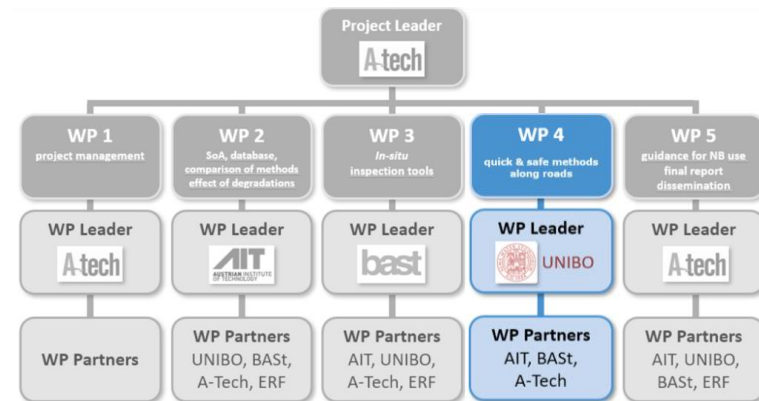 Project Leader
A-tech
WP 1
project management
WP 2
SoA, database,
comparison of methods
effect of degradations
WP 3
In-situ
inspection tools
WP 4
quick & safe methods
along roads
WP 5
guidance for NB use
final report
dissemination
WP Leader
A-tech
WP Leader
AIT
AUSTRIAN INSTITUTE
OF TECHNOLOGY
WP Leader
bast
WP Leader
UNIBO
WP Leader
A-tech
WP Partners
WP Partners
UNIBO, BASt,
A-Tech, ERF
WP Partners
AIT, UNIBO,
A-Tech, ERF
WP Partners
AIT, BASt,
A-Tech
WP Partners
AIT, UNIBO,
BASt, ERF